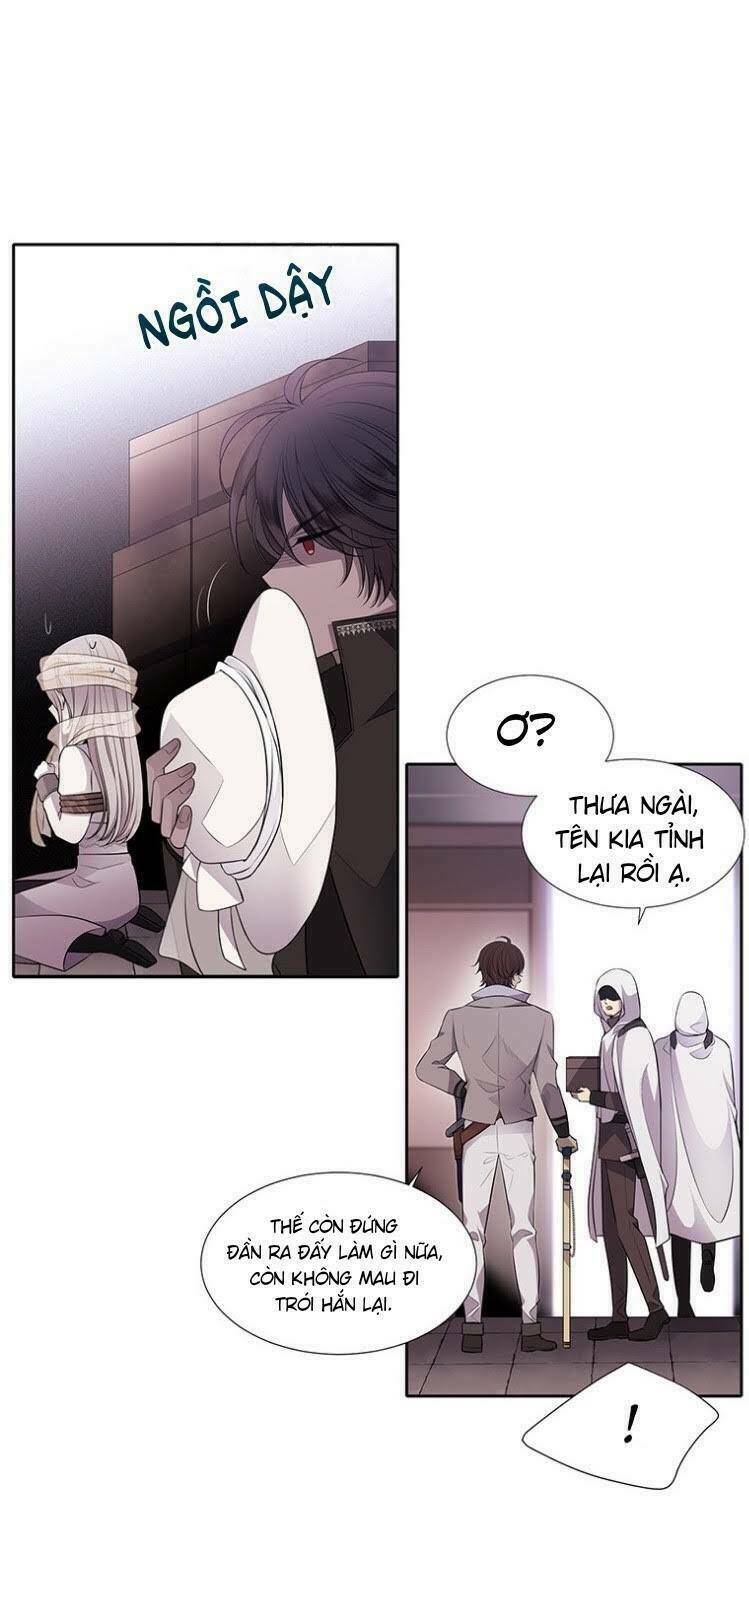 NGỒI DẬY
Ơ?
THƯA NGÀI,
TÊN KIA TỈNH
LẠI RỒI Ạ.
THẾ CÒN ĐỨNG
ĐẦN RA ĐẤY LÀM GÌ NỮA,
CÒN KHÔNG MAU ĐI
TRÓI HẮN LẠI.
!